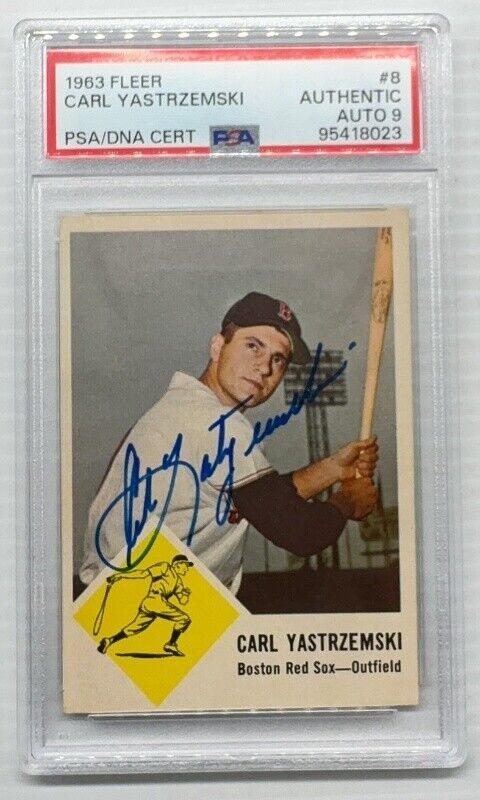 1963 FLEER #8
CARL YASTRZEMSKI AUTHENTIC
AUTO 9
PSA/DNA CERT PSA 95418023
B
Carl Yastrzemski
CARL YASTRZEMSKI
Boston Red Sox—Outfield